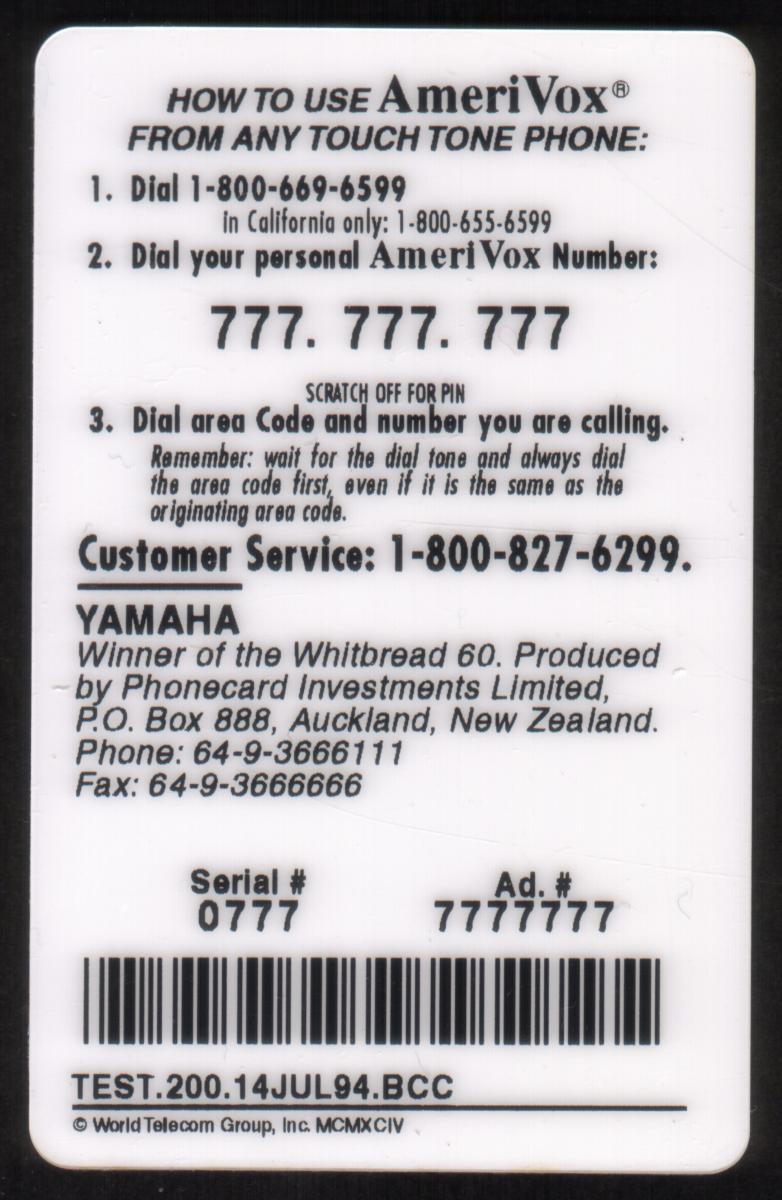 HOW TO USE AmeriVox®
FROM ANY TOUCH TONE PHONE:
1. Dial 1-800-669-6599
in California only: 1-800-655-6599
2. Dial your personal AmeriVox Number:
777. 777. 777
SCRATCH OFF FOR PIN
3. Dial area Code and number you are calling.
Remember: wait for the dial tone and always dial
the area code first, even if it is the same as the
originating area code.
Customer Service: 1-800-827-6299.
YAMAHA
Winner of the Whitbread 60. Produced
by Phonecard Investments Limited,
P.O. Box 888, Auckland, New Zealand.
Phone: 64-9-3666111
Fax: 64-9-3666666
Serial # Ad. #
0777 7777777
TEST.200.14JUL94.BCC
© World Telecom Group, Inc. MCMXCIV